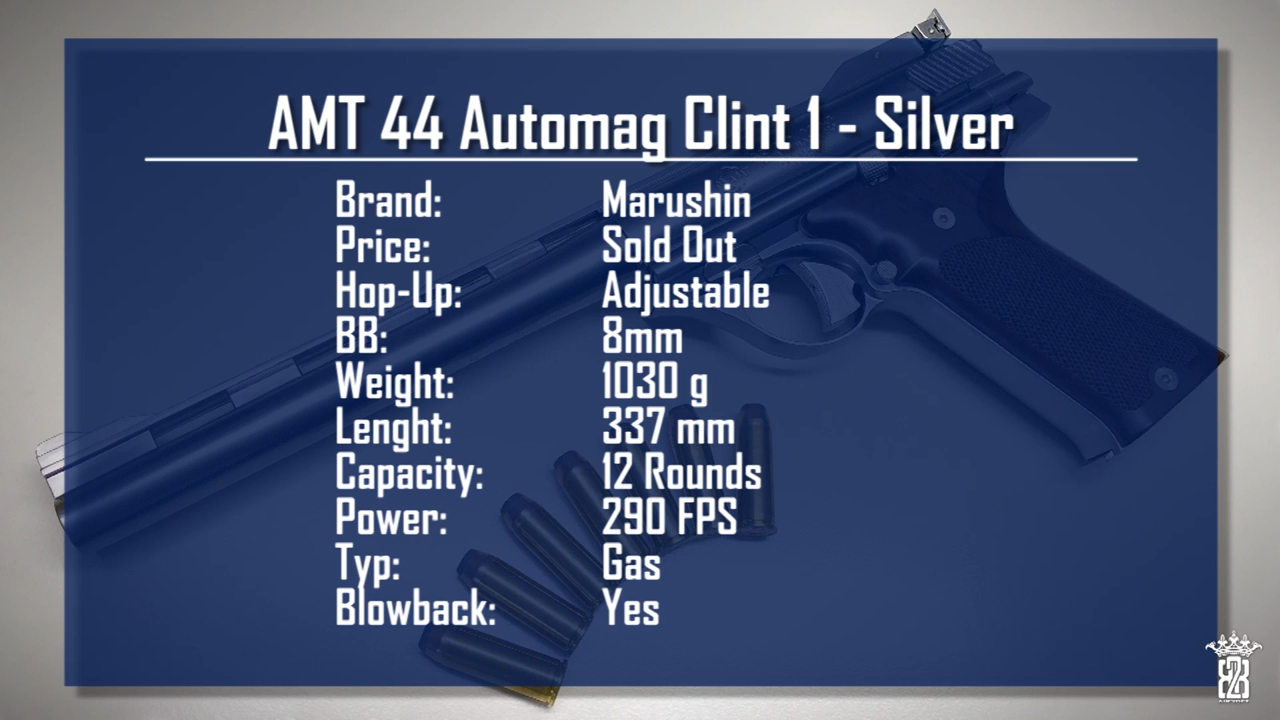 AMT 44 Automag Clint 1 - Silver
Brand: Marushin
Price: Sold Out
Hop-Up: Adjustable
BB: 8mm
Weight: 1030 g
Lenght: 337 mm
Capacity: 12 Rounds
Power: 290 FPS
Typ: Gas
Blowback: Yes